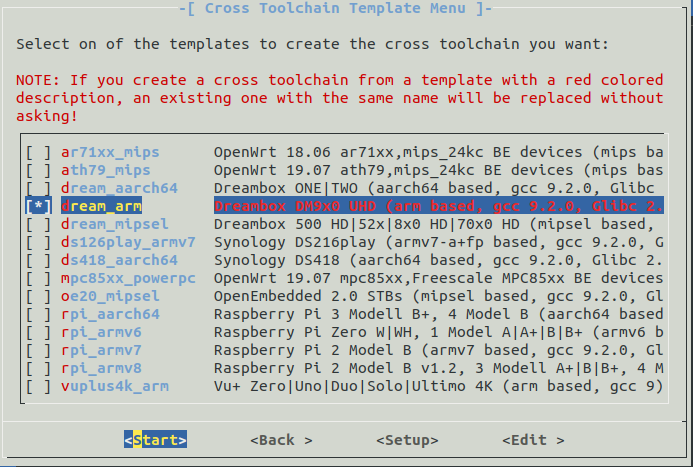 -[ Cross Toolchain Template Menu ]-
Select on of the templates to create the cross toolchain you want:
NOTE: If you create a cross toolchain from a template with a red colored
description, an existing one with the same name will be replaced without
asking!
[ ] ar71xx_mips OpenWrt 18.06 ar71xx,mips_24kc BE devices (mips ba
[ ] ath79_mips OpenWrt 19.07 ath79,mips_24kc BE devices (mips bas
[ ] dream_aarch64 Dreambox ONE|TWO (aarch64 based, gcc 9.2.0, Glibc
[*] dream_arm Dreambox DM9x0 UHD (arm based, gcc 9.2.0, Glibc 2.
[ ] dream_mipsel Dreambox 500 HD|52x|8x0 HD|70x0 HD (mipsel based,
[ ] ds126play_armv7 Synology DS216play (armv7-a+fp based, gcc 9.2.0, G
[ ] ds418_aarch64 Synology DS418 (aarch64 based, gcc 9.2.0, Glibc 2.
[ ] mpc85xx_powerpc OpenWrt 19.07 mpc85xx,Freescale MPC85xx BE devices
[ ] oe20_mipsel OpenEmbedded 2.0 STBs (mipsel based, gcc 9.2.0, Gl
[ ] rpi_aarch64 Raspberry Pi 3 Modell B+, 4 Model B (aarch64 based
[ ] rpi_armv6 Raspberry Pi Zero W|WH, 1 Model A|A+|B|B+ (armv6 b
[ ] rpi_armv7 Raspberry Pi 2 Model B (armv7 based, gcc 9.2.0, Gl
[ ] rpi_armv8 Raspberry Pi 2 Model B v1.2, 3 Modell A+|B|B+, 4 M
[ ] vuplus4k_arm Vu+ Zero|Uno|Duo|Solo|Ultimo 4K (arm based, gcc 9)
<Start> <Back > <Setup> <Edit >